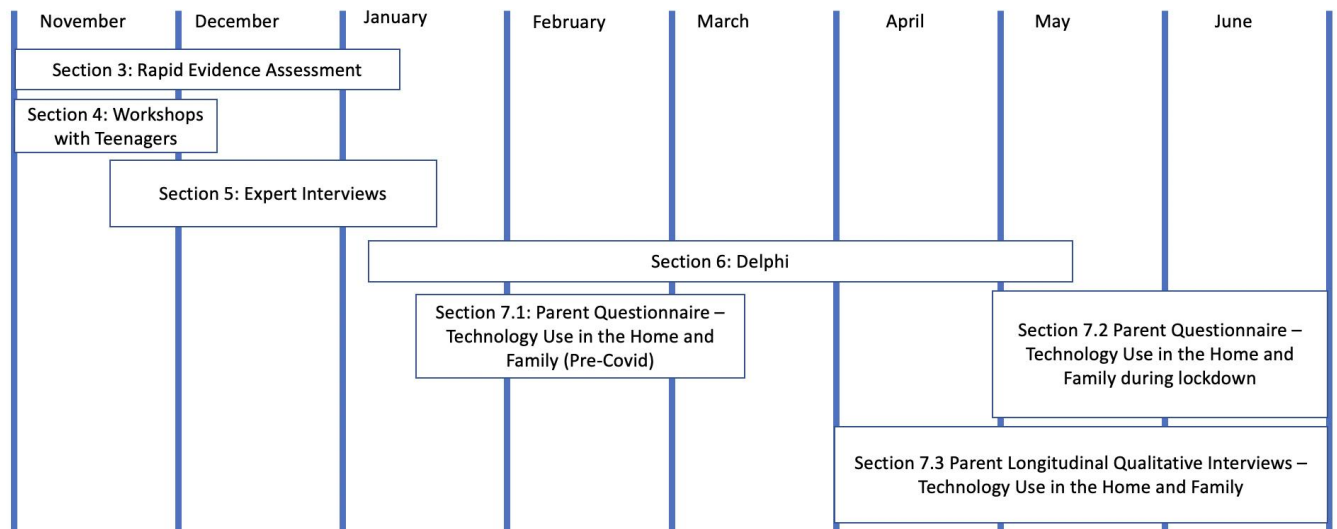 November
December
January
February
March
April
May
June
Section 3: Rapid Evidence Assessment
Section 4: Workshops
with Teenagers
Section 5: Expert Interviews
Section 6: Delphi
Section 7.1: Parent Questionnaire –
Technology Use in the Home and
Family (Pre-Covid)
Section 7.2 Parent Questionnaire –
Technology Use in the Home and
Family during lockdown
Section 7.3 Parent Longitudinal Qualitative Interviews –
Technology Use in the Home and Family